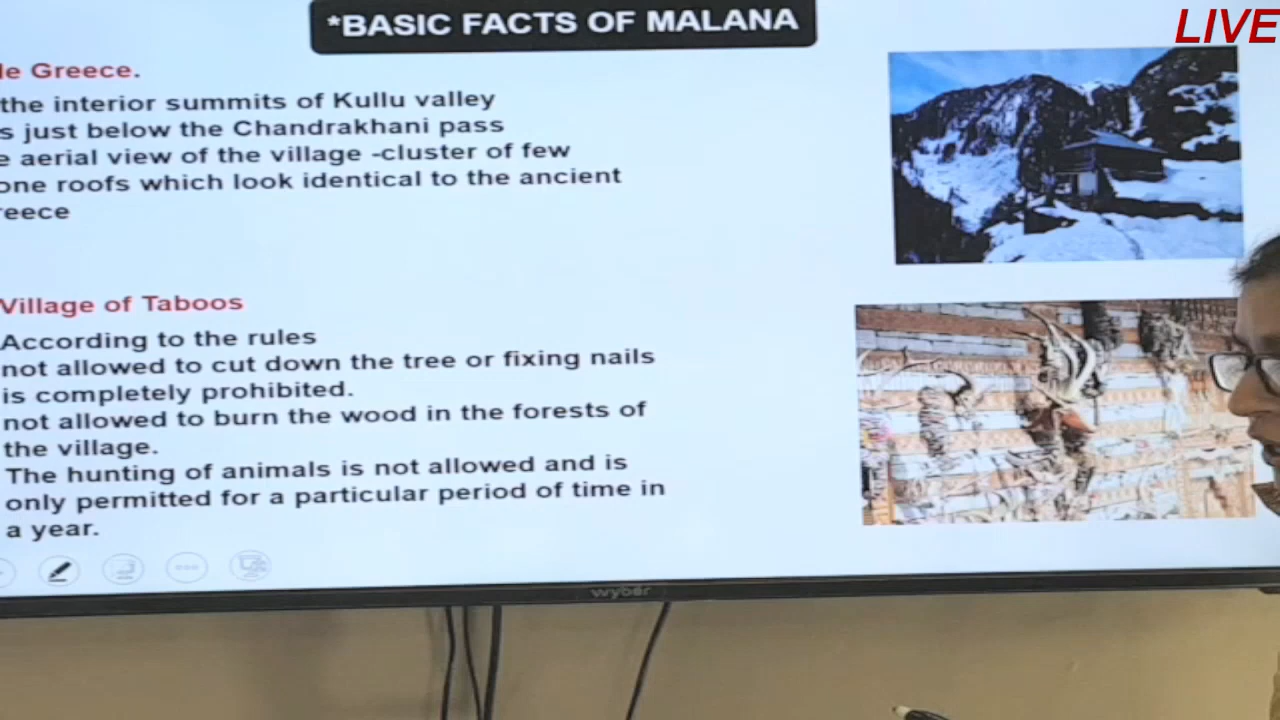 *BASIC FACTS OF MALANA
LIVE
le Greece.
the interior summits of Kullu valley
s just below the Chandrakhani pass
e aerial view of the village -cluster of few
one roofs which look identical to the ancient
reece
Village of Taboos
According to the rules
not allowed to cut down the tree or fixing nails
is completely prohibited.
not allowed to burn the wood in the forests of
the village.
The hunting of animals is not allowed and is
only permitted for a particular period of time in
a year.
wyber